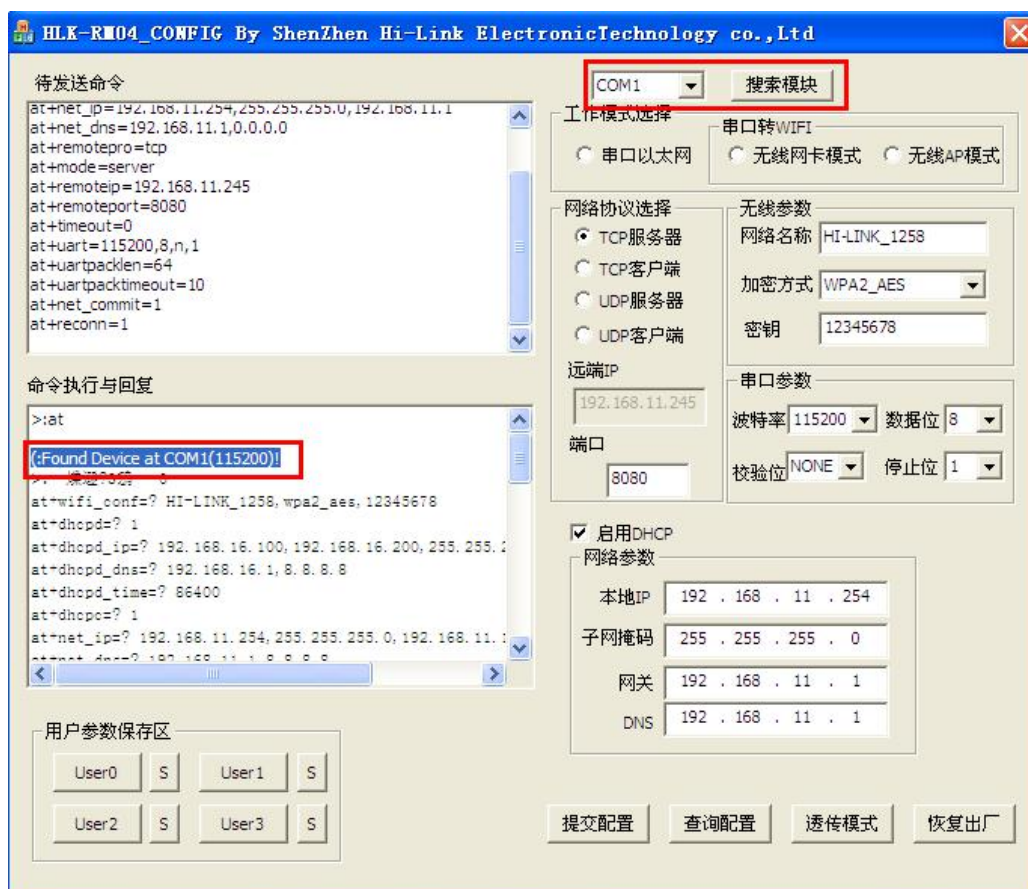 HLK-RM04_CONFIG By ShenZhen Hi-Link ElectronicTechnology co.,Ltd
待发送命令
at+net_ip=192.168.11.254,255.255.255.0,192.168.11.1
at+net_dns=192.168.11.1,0.0.0.0
at+remotepro=tcp
at+mode=server
at+remoteip=192.168.11.245
at+remoteport=8080
at+timeout=0
at+uart=115200,8,n,1
at+uartpacklen=64
at+uartpacktimeout=10
at+net_commit=1
at+reconn=1
命令执行与回复
>:at
(:Found Device at COM1(115200)!
at+wifi_conf=? HI-LINK_1258, wpa2_aes, 12345678
at+dhcpd=? 1
at+dhcpd_ip=? 192.168.16.100, 192.168.16.200, 255.255.2
at+dhcpd_dns=? 192.168.16.1, 8.8.8.8
at+dhcpd_time=? 86400
at+dhcpc=? 1
at+net_ip=? 192.168.11.254, 255.255.255.0, 192.168.11.
at+net_dns=? 192.168.11.1, 8.8.8.8
用户参数保存区
User0 S User1 S
User2 S User3 S
COM1 搜索模块
工作模式选择
串口转WIFI
串口以太网 无线网卡模式 无线AP模式
网络协议选择
TCP服务器
TCP客户端
UDP服务器
UDP客户端
远端IP
192.168.11.245
端口
8080
无线参数
网络名称 HI-LINK_1258
加密方式 WPA2_AES
密钥 12345678
串口参数
波特率 115200 数据位 8
校验位 NONE 停止位 1
启用DHCP
网络参数
本地IP 192 . 168 . 11 . 254
子网掩码 255 . 255 . 255 . 0
网关 192 . 168 . 11 . 1
DNS 192 . 168 . 11 . 1
提交配置 查询配置 透传模式 恢复出厂